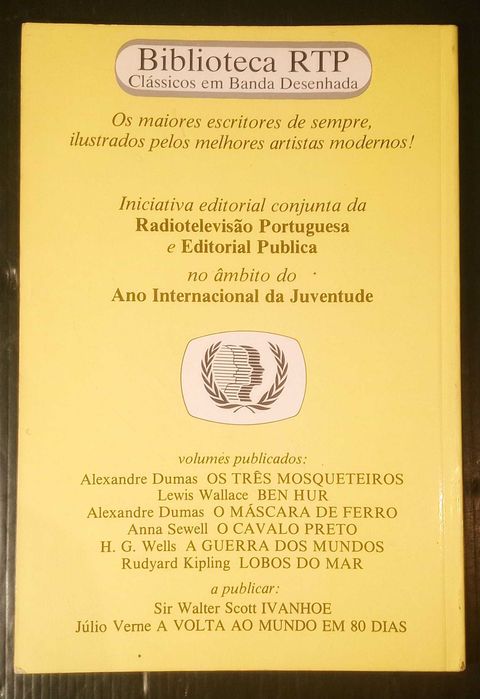 Biblioteca RTP
Clássicos em Banda Desenhada
Os maiores escritores de sempre,
ilustrados pelos melhores artistas modernos!
Iniciativa editorial conjunta da
Radiotelevisão Portuguesa
e Editorial Publica
no âmbito do
Ano Internacional da Juventude
volumes publicados:
Alexandre Dumas OS TRÊS MOSQUETEIROS
Lewis Wallace BEN HUR
Alexandre Dumas O MÁSCARA DE FERRO
Anna Sewell O CAVALO PRETO
H. G. Wells A GUERRA DOS MUNDOS
Rudyard Kipling LOBOS DO MAR
a publicar:
Sir Walter Scott IVANHOE
Júlio Verne A VOLTA AO MUNDO EM 80 DIAS